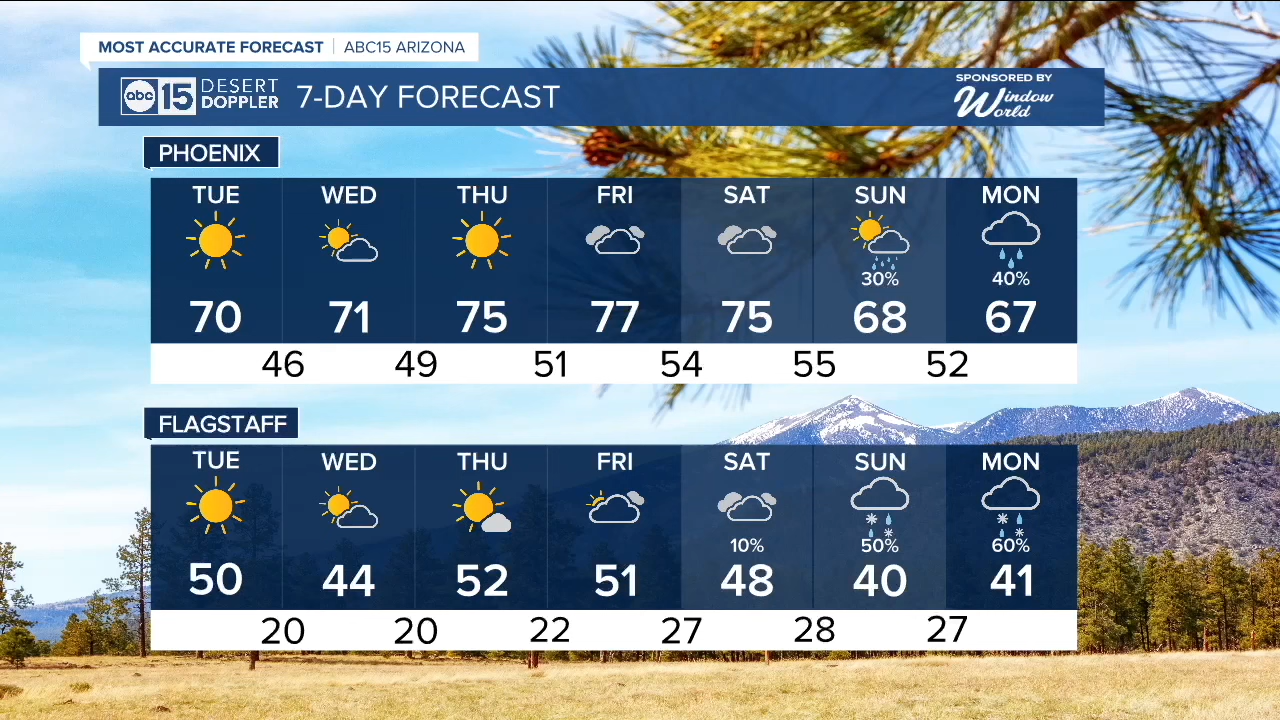 MOST ACCURATE FORECAST | ABC15 ARIZONA
abc 15 DESERT DOPPLER 7-DAY FORECAST
SPONSORED BY
Window World
PHOENIX
TUE WED THU FRI SAT SUN MON
30% 40%
70 71 75 77 75 68 67
46 49 51 54 55 52
FLAGSTAFF
TUE WED THU FRI SAT SUN MON
10% 50% 60%
50 44 52 51 48 40 41
20 20 22 27 28 27